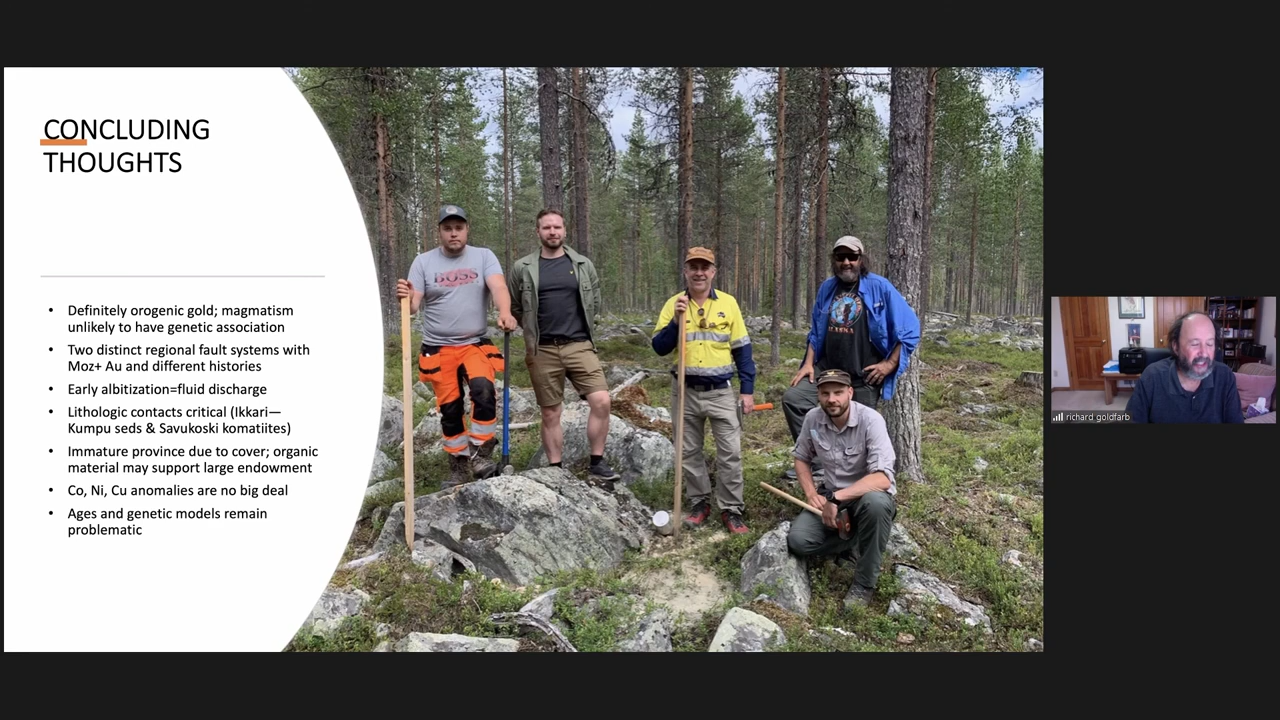 CONCLUDING
THOUGHTS
• Definitely orogenic gold; magmatism
unlikely to have genetic association
• Two distinct regional fault systems with
Moz+ Au and different histories
• Early albitization=fluid discharge
• Lithologic contacts critical (Ikkari—
Kumpu seds & Savukoski komatiites)
• Immature province due to cover; organic
material may support large endowment
• Co, Ni, Cu anomalies are no big deal
• Ages and genetic models remain
problematic
BOSS
richard goldfarb